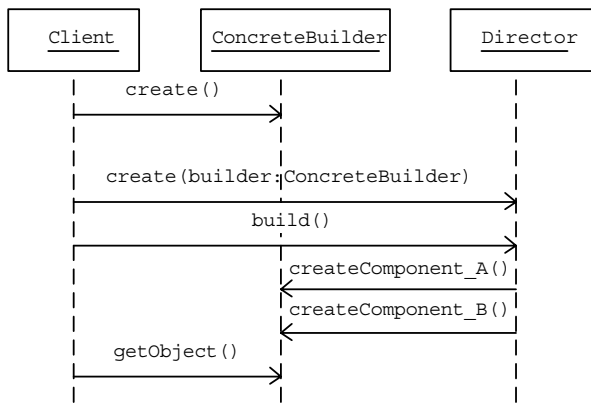 Client
ConcreteBuilder
Director
create()
create(builder:ConcreteBuilder)
build()
createComponent_A()
createComponent_B()
getObject()